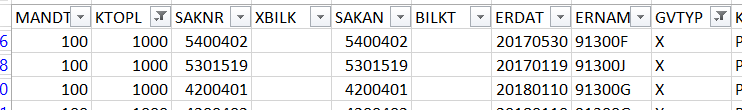 MANDT KTOPL SAKNR XBILK SAKAN BILKT ERDAT ERNAM GVTYP K
6 100 1000 5400402 5400402 20170530 91300F X P
8 100 1000 5301519 5301519 20170119 91300J X P
0 100 1000 4200401 4200401 20180110 91300G X P